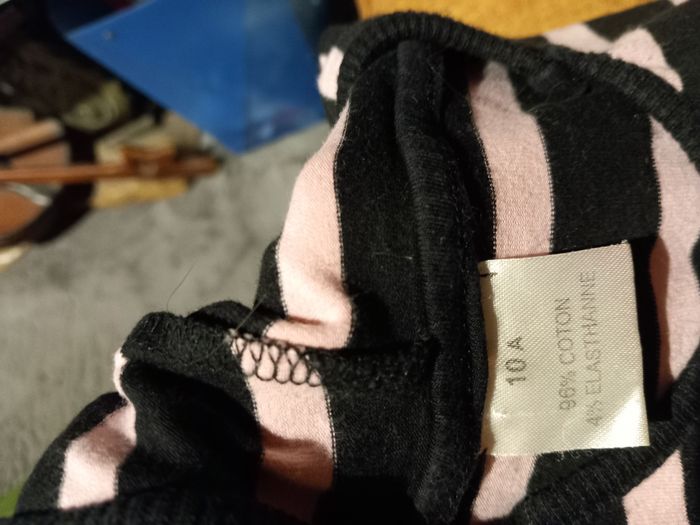 10 A
96% COTON
4% ELASTHANNE